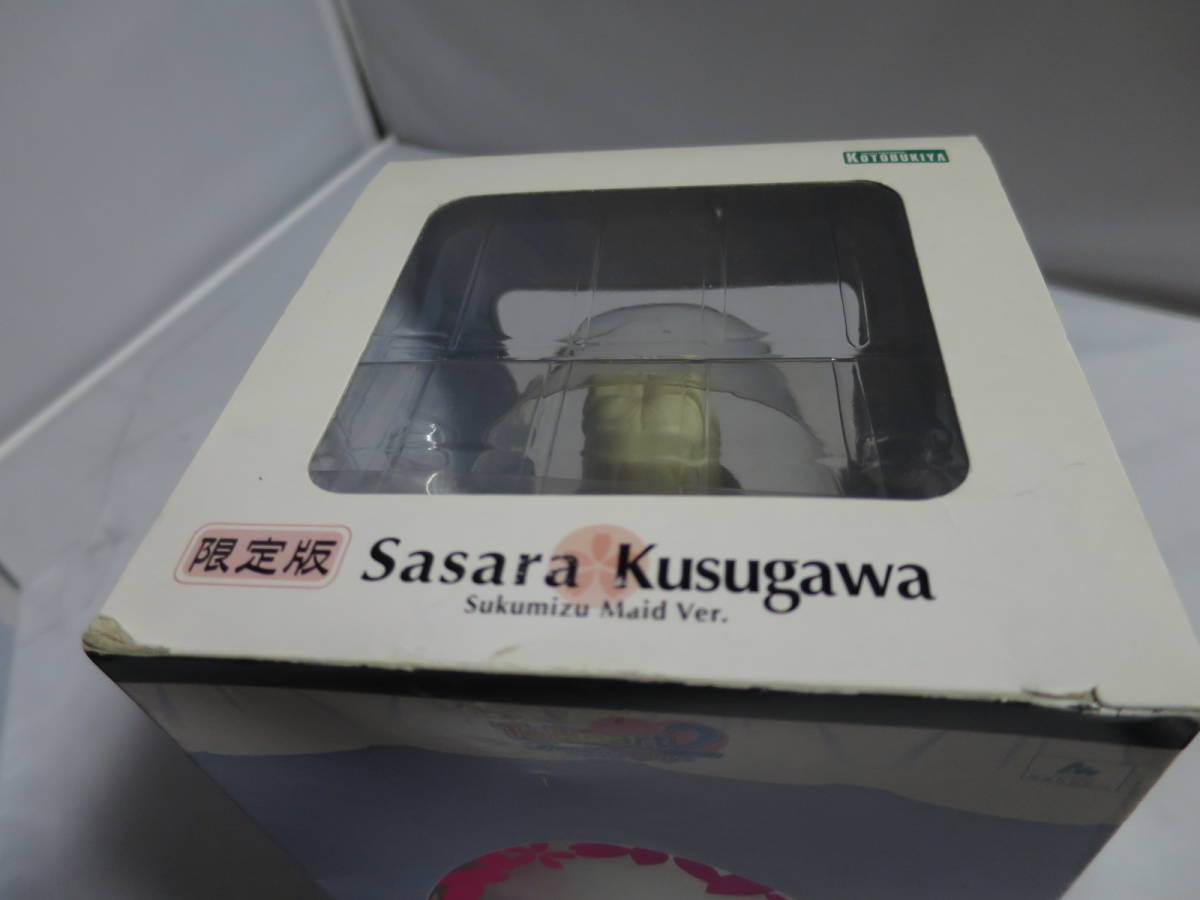 KOTOBUKIYA
限定版 Sasara Kusugawa
Sukumizu Maid Ver.